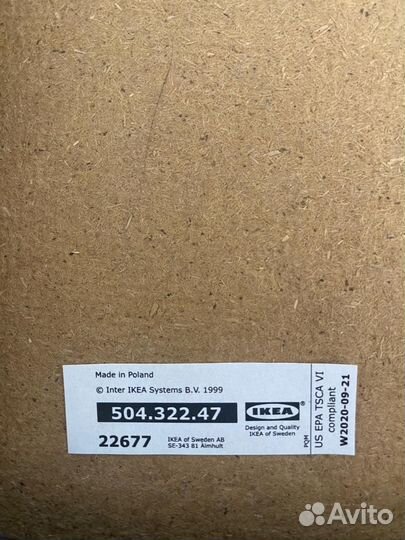 Made in Poland
© Inter IKEA Systems B.V. 1999
504.322.47
IKEA
22677
IKEA of Sweden AB
SE-343 81 Älmhult
Design and Quality
IKEA of Sweden
PQM
US EPA TSCA VI
compliant
W2020-09-21
Avito